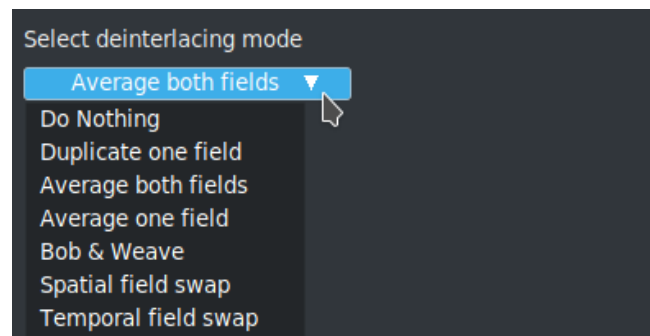 Select deinterlacing mode
Average both fields
Do Nothing
Duplicate one field
Average both fields
Average one field
Bob & Weave
Spatial field swap
Temporal field swap